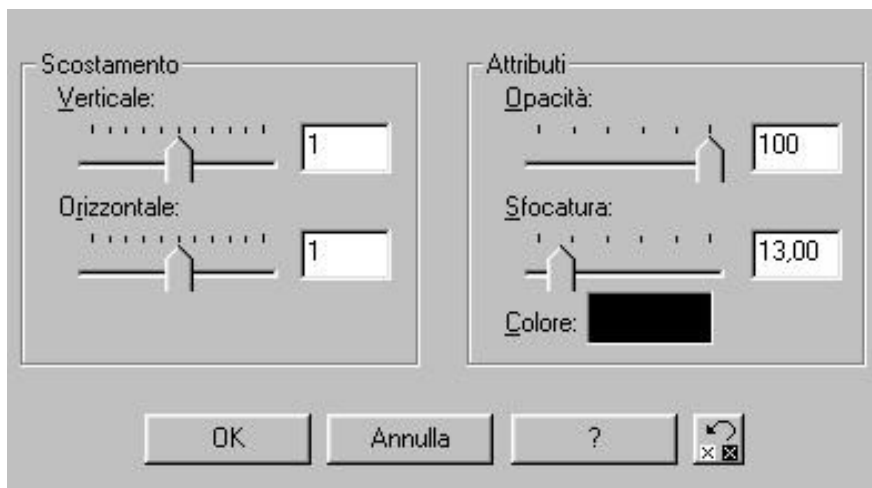 Scostamento
Verticale:
1
Orizzontale:
1
Attributi
Opacità:
100
Sfocatura:
13,00
Colore:
OK Annulla ?